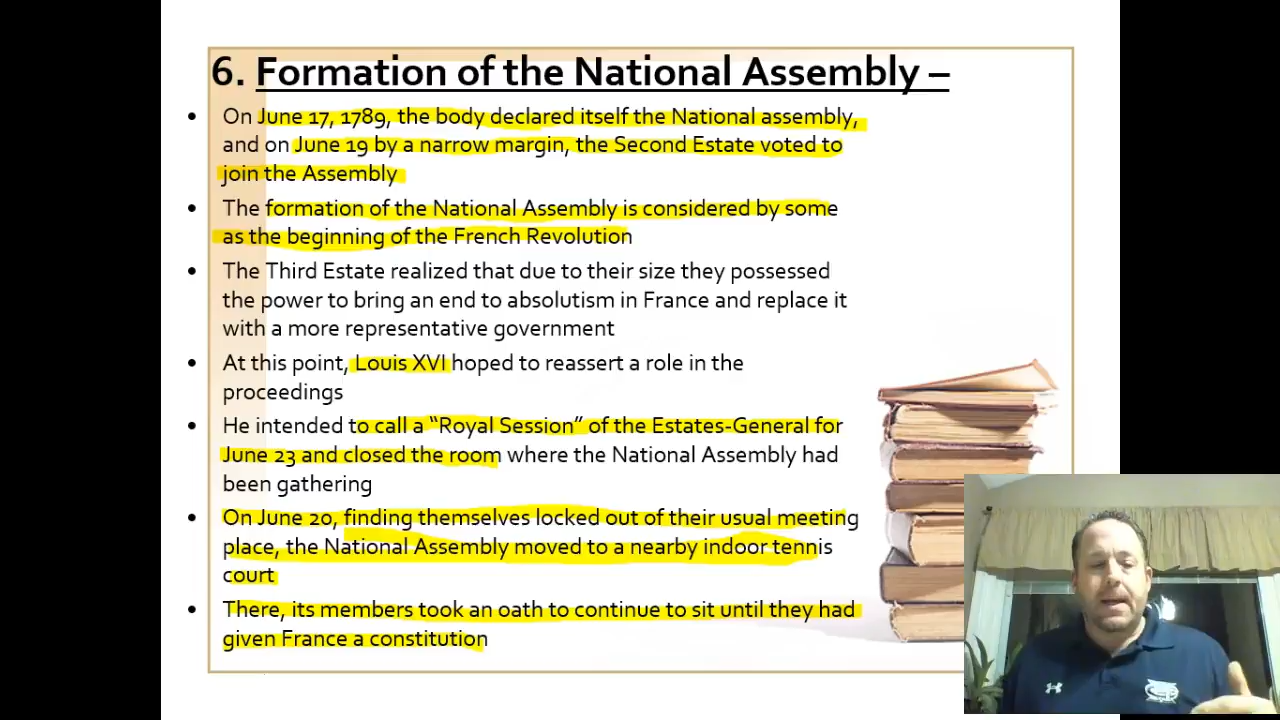 6. Formation of the National Assembly –
• On June 17, 1789, the body declared itself the National assembly,
and on June 19 by a narrow margin, the Second Estate voted to
join the Assembly
• The formation of the National Assembly is considered by some
as the beginning of the French Revolution
• The Third Estate realized that due to their size they possessed
the power to bring an end to absolutism in France and replace it
with a more representative government
• At this point, Louis XVI hoped to reassert a role in the
proceedings
• He intended to call a “Royal Session” of the Estates-General for
June 23 and closed the room where the National Assembly had
been gathering
• On June 20, finding themselves locked out of their usual meeting
place, the National Assembly moved to a nearby indoor tennis
court
• There, its members took an oath to continue to sit until they had
given France a constitution